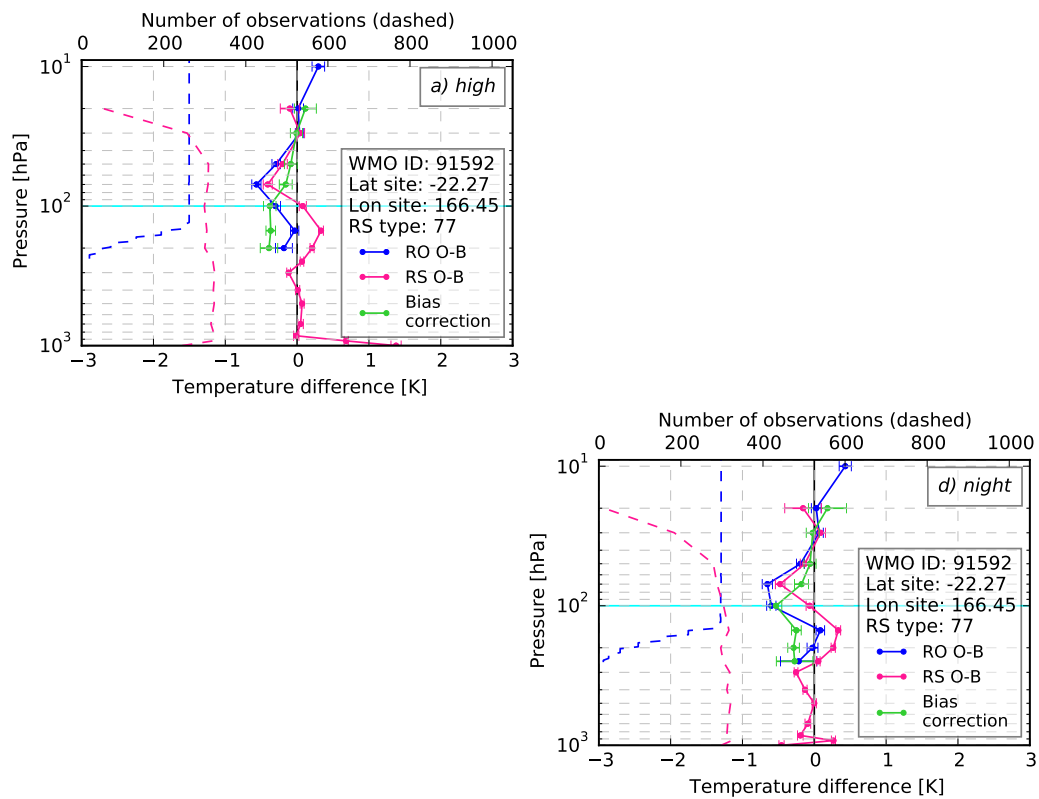 Number of observations (dashed)
0 200 400 600 800 1000
a) high
10¹
10²
10³
Pressure [hPa]
WMO ID: 91592
Lat site: -22.27
Lon site: 166.45
RS type: 77
RO O-B
RS O-B
Bias
correction
−3 −2 −1 0 1 2 3
Temperature difference [K]
Number of observations (dashed)
0 200 400 600 800 1000
d) night
10¹
10²
10³
Pressure [hPa]
WMO ID: 91592
Lat site: -22.27
Lon site: 166.45
RS type: 77
RO O-B
RS O-B
Bias
correction
−3 −2 −1 0 1 2 3
Temperature difference [K]